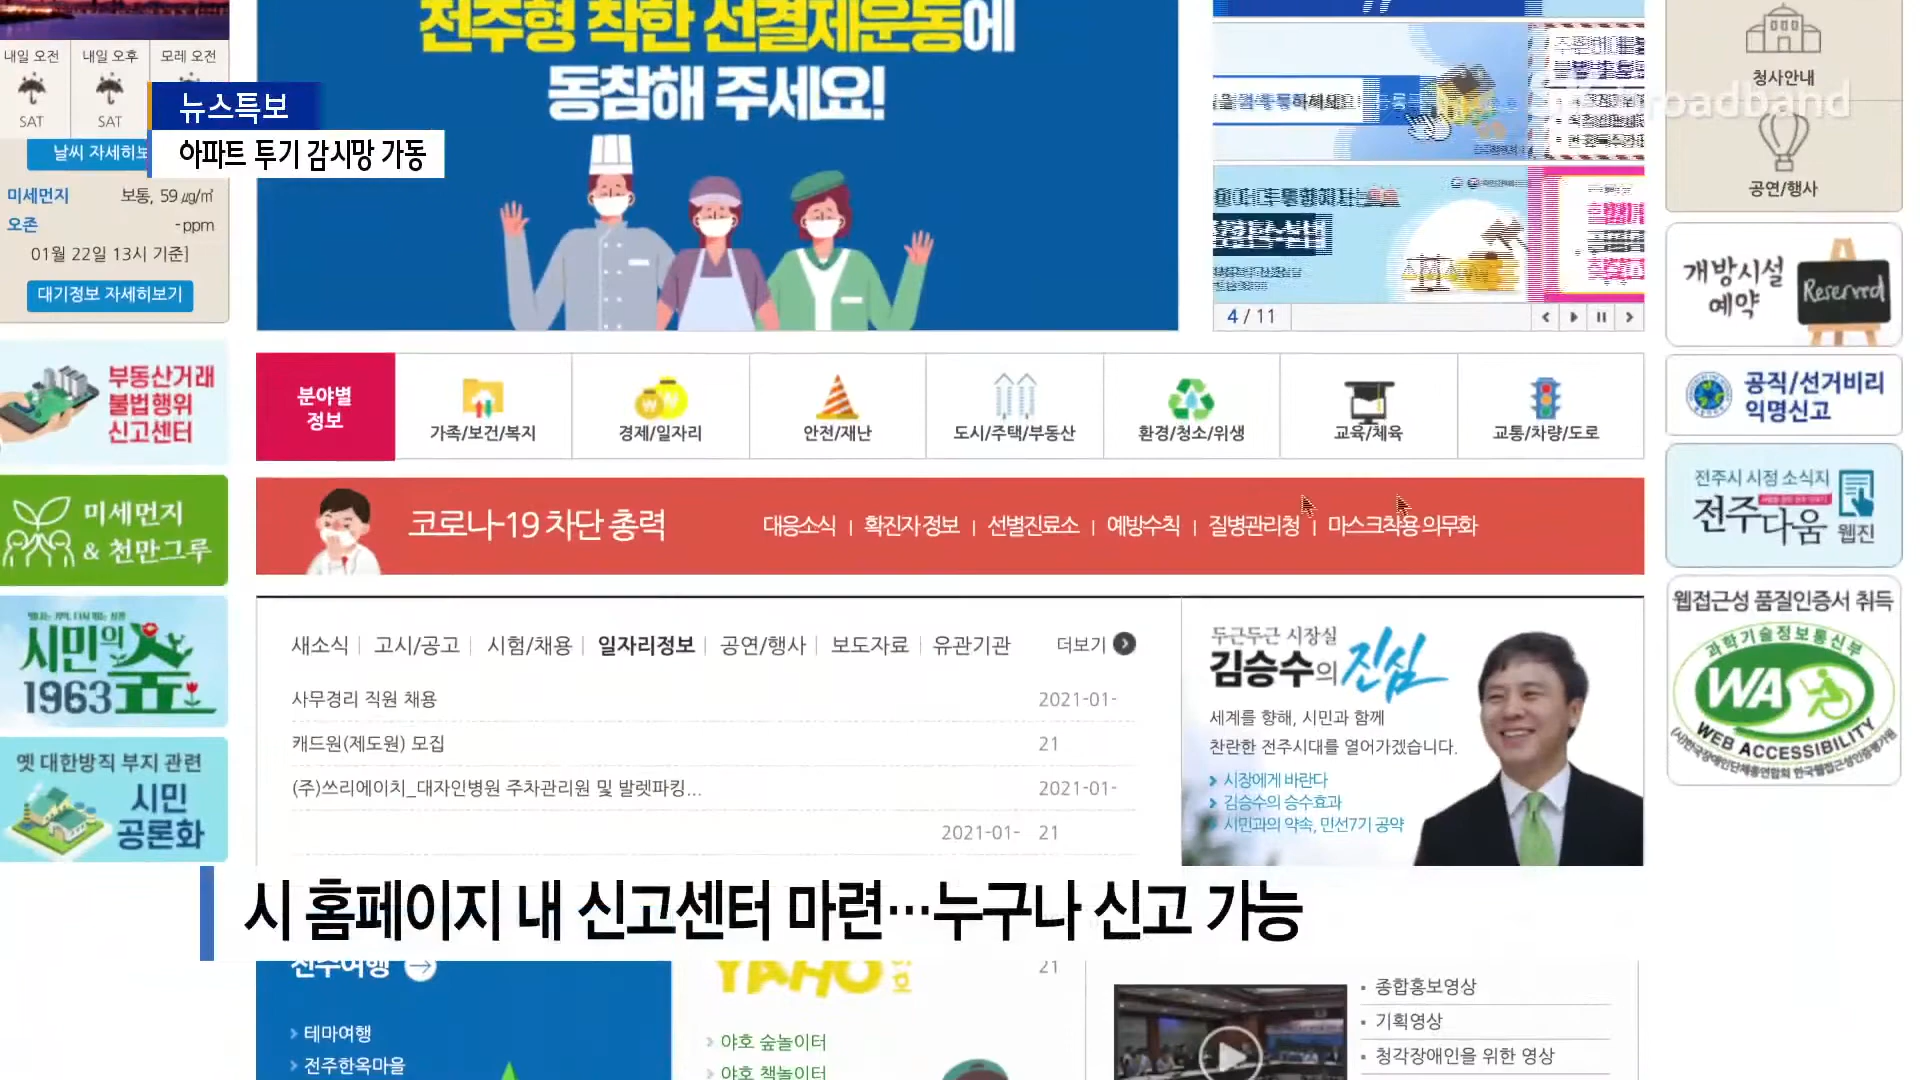 내일 오전
내일 오후
모레 오전
SAT
SAT
날씨 자세히보
미세먼지 보통, 59 ㎍/㎥
오존 - ppm
01월 22일 13시 기준]
대기정보 자세히보기
뉴스특보
아파트 투기 감시망 가동
전주형 착한 선결제운동에
동참해 주세요!
broadband
4 / 11
청사안내
공연/행사
개방시설
예약
Reserved
공직/선거비리
익명신고
전주시 시정 소식지
전주다움 웹진
웹접근성 품질인증서 취득
과학기술정보통신부
WA
WEB ACCESSIBILITY
부동산거래
불법행위
신고센터
미세먼지
& 천만그루
시민의
1963 숲
옛 대한방직 부지 관련
시민
공론화
분야별
정보
가족/보건/복지
경제/일자리
안전/재난
도시/주택/부동산
환경/청소/위생
교육/체육
교통/차량/도로
코로나-19 차단 총력
대응소식 | 확진자 정보 | 선별진료소 | 예방수칙 | 질병관리청 | 마스크착용 의무화
새소식 | 고시/공고 | 시험/채용 | 일자리정보 | 공연/행사 | 보도자료 | 유관기관 더보기
사무경리 직원 채용 2021-01-
캐드원(제도원) 모집 21
(주)쓰리에이치_대자인병원 주차관리원 및 발렛파킹... 2021-01-
2021-01- 21
두근두근 시장실
김승수의 진심
세계를 향해, 시민과 함께
찬란한 전주시대를 열어가겠습니다.
시장에게 바란다
김승수의 승수효과
시민과의 약속, 민선7기 공약
시 홈페이지 내 신고센터 마련…누구나 신고 가능
전주여행
테마여행
전주한옥마을
YAHO
야호 숲놀이터
야호 책놀이터
21
종합홍보영상
기획영상
청각장애인을 위한 영상